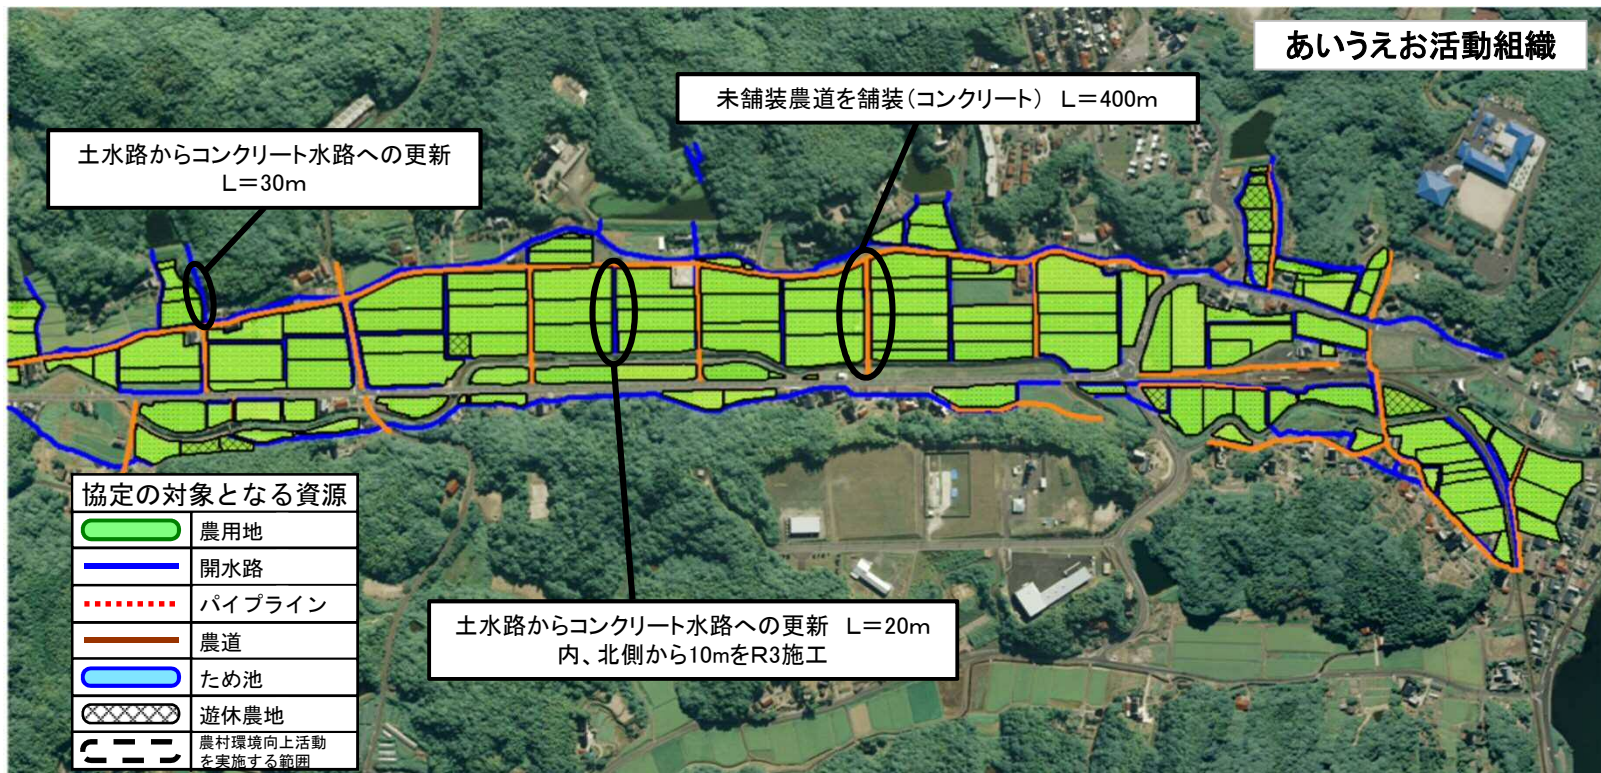 あいうえお活動組織
未舗装農道を舗装(コンクリート) L=400m
土水路からコンクリート水路への更新
L=30m
協定の対象となる資源
農用地
開水路
パイプライン
農道
ため池
遊休農地
農村環境向上活動
を実施する範囲
土水路からコンクリート水路への更新 L=20m
内、北側から10mをR3施工